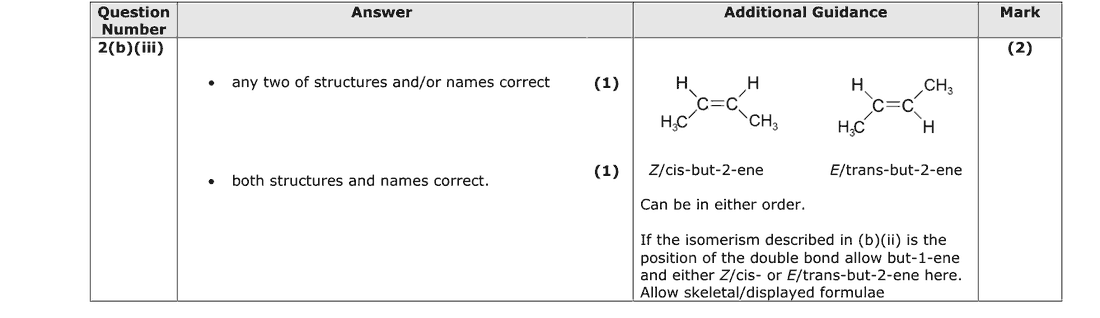 Question Number
Answer
Additional Guidance
Mark
2(b)(iii)
(2)
• any two of structures and/or names correct (1)
H H H CH₃
C=C C=C
H₃C CH₃ H₃C H
• both structures and names correct. (1)
Z/cis-but-2-ene E/trans-but-2-ene
Can be in either order.
If the isomerism described in (b)(ii) is the
position of the double bond allow but-1-ene
and either Z/cis- or E/trans-but-2-ene here.
Allow skeletal/displayed formulae